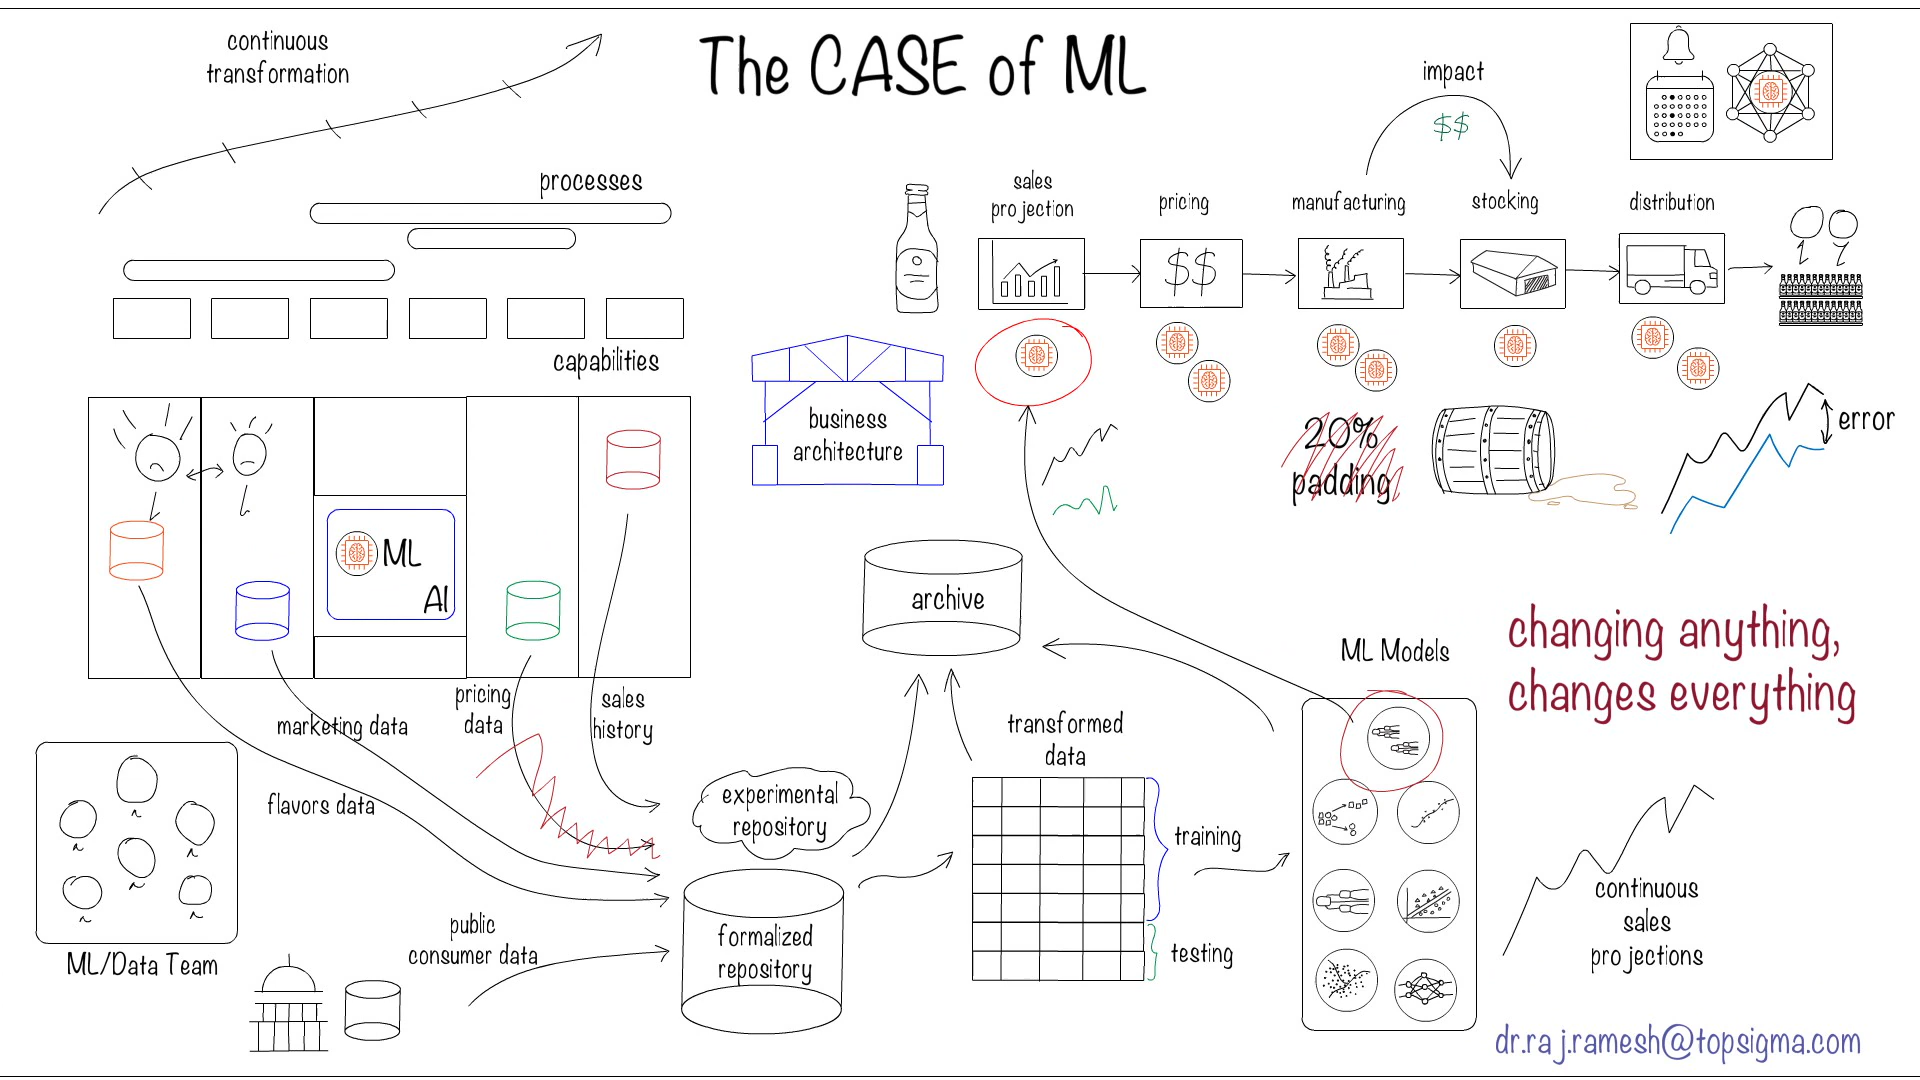 The CASE of ML
continuous
transformation
processes
capabilities
ML
AI
business
architecture
sales
projection
pricing
$$
manufacturing
impact
$$
stocking
distribution
20%
padding
error
archive
changing anything,
changes everything
ML Models
marketing data
pricing
data
sales
history
flavors data
ML/Data Team
public
consumer data
experimental
repository
formalized
repository
transformed
data
training
testing
continuous
sales
projections
dr.raj.ramesh@topsigma.com